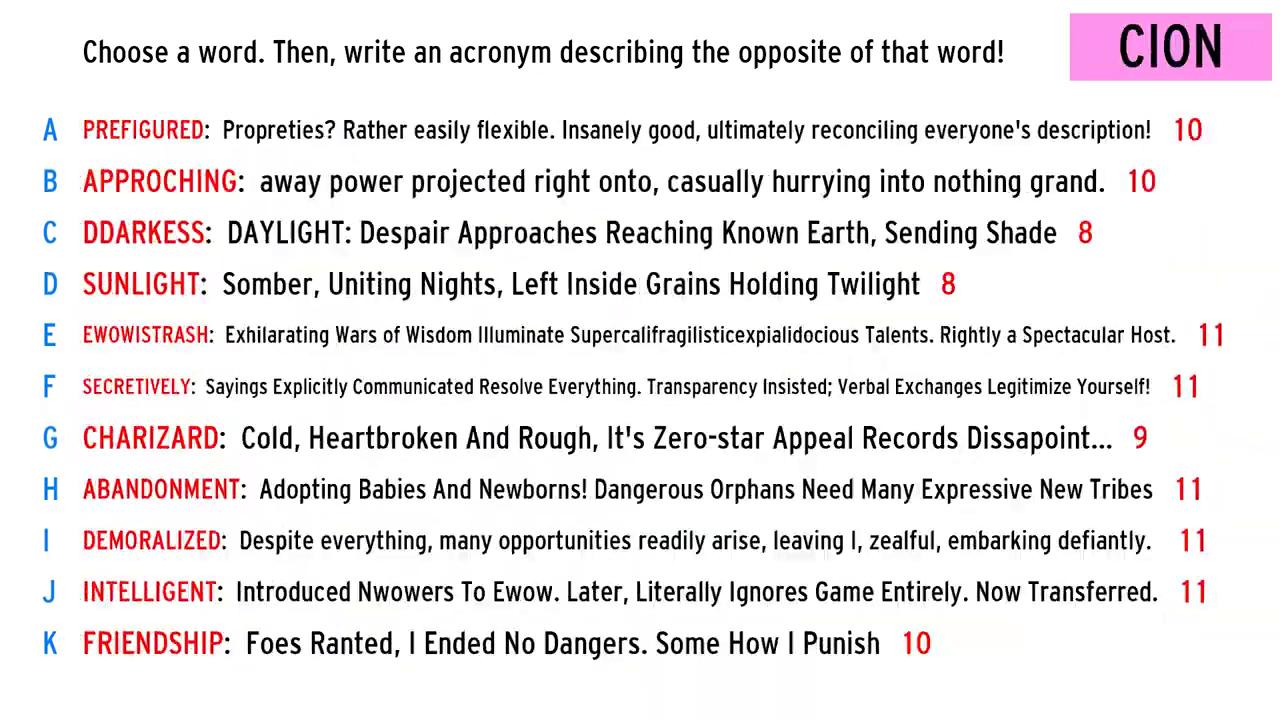 Choose a word. Then, write an acronym describing the opposite of that word!
CION
A PREFIGURED: Propreties? Rather easily flexible. Insanely good, ultimately reconciling everyone's description! 10
B APPROCHING: away power projected right onto, casually hurrying into nothing grand. 10
C DDARKESS: DAYLIGHT: Despair Approaches Reaching Known Earth, Sending Shade 8
D SUNLIGHT: Somber, Uniting Nights, Left Inside Grains Holding Twilight 8
E EWOWISTRASH: Exhilarating Wars of Wisdom Illuminate Supercalifragilisticexpialidocious Talents. Rightly a Spectacular Host. 11
F SECRETIVELY: Sayings Explicitly Communicated Resolve Everything. Transparency Insisted; Verbal Exchanges Legitimize Yourself! 11
G CHARIZARD: Cold, Heartbroken And Rough, It's Zero-star Appeal Records Dissapoint... 9
H ABANDONMENT: Adopting Babies And Newborns! Dangerous Orphans Need Many Expressive New Tribes 11
I DEMORALIZED: Despite everything, many opportunities readily arise, leaving I, zealful, embarking defiantly. 11
J INTELLIGENT: Introduced Nwowers To Ewow. Later, Literally Ignores Game Entirely. Now Transferred. 11
K FRIENDSHIP: Foes Ranted, I Ended No Dangers. Some How I Punish 10